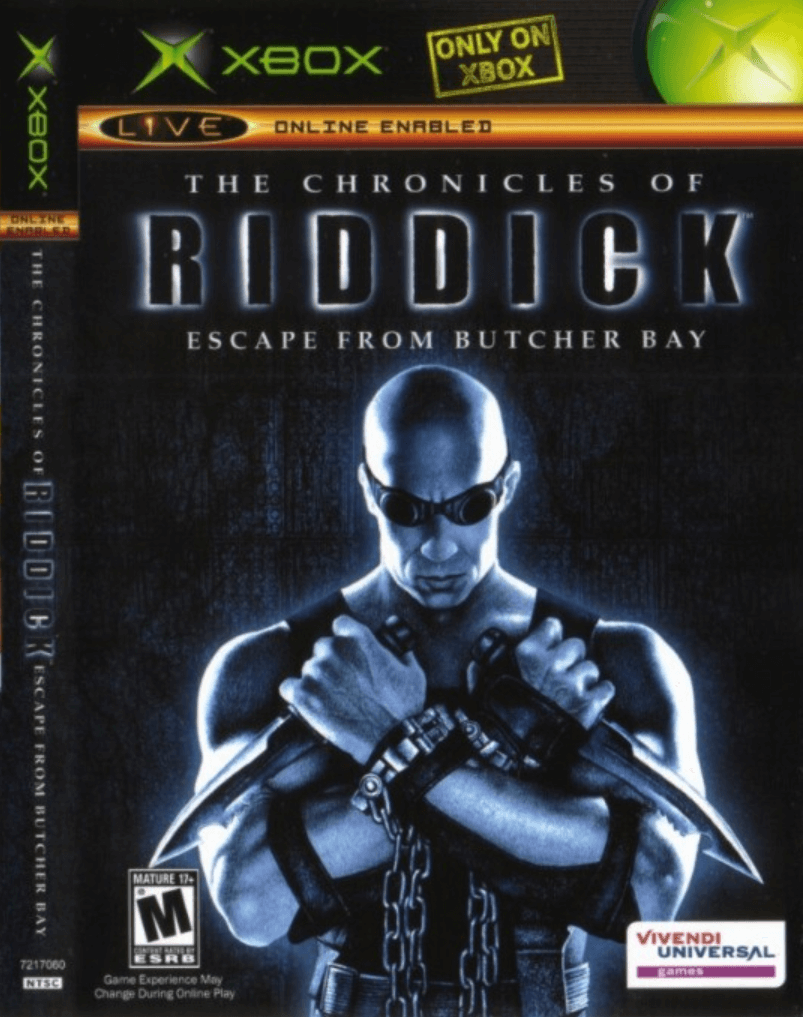 XBOX
ONLINE
ENABLED
THE CHRONICLES OF RIDDICK ESCAPE FROM BUTCHER BAY
7217060
NTSC
XBOX
ONLY ON
XBOX
LIVE
ONLINE ENABLED
THE CHRONICLES OF
RIDDICK™
ESCAPE FROM BUTCHER BAY
MATURE 17+
M
CONTENT RATED BY
ESRB
Game Experience May
Change During Online Play
VIVENDI
UNIVERSAL
games